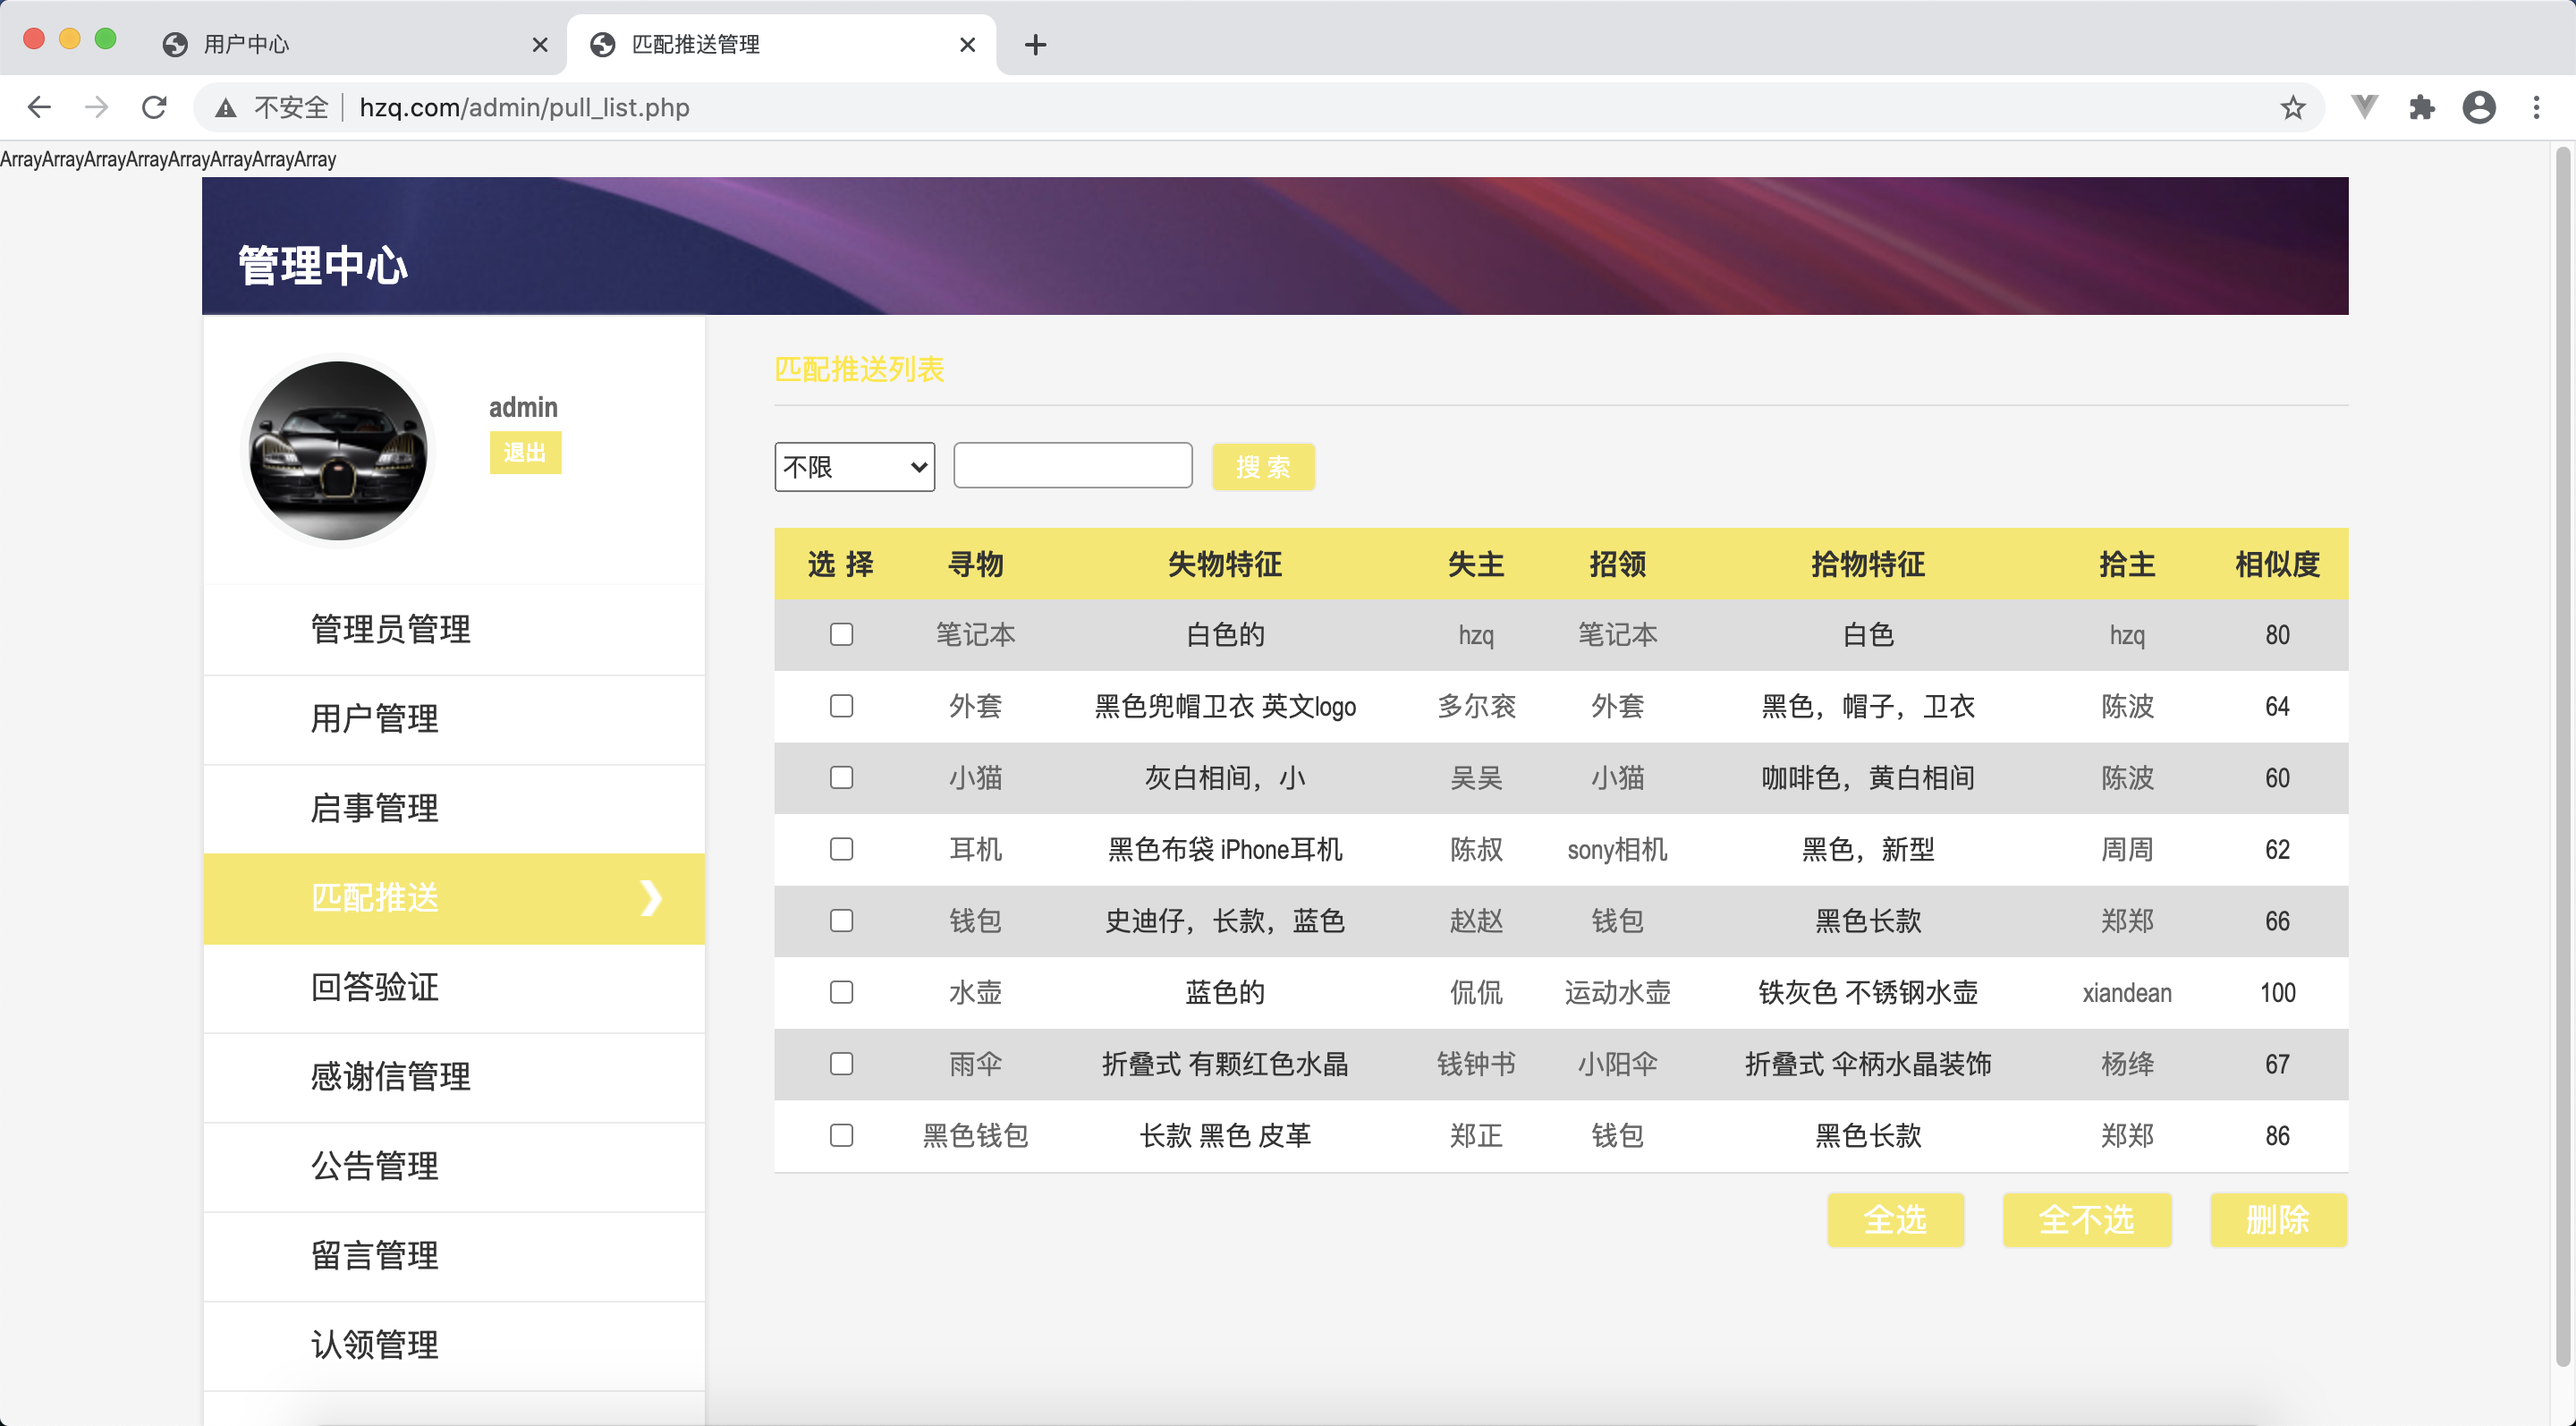 用户中心
匹配推送管理
不安全 hzq.com/admin/pull_list.php
ArrayArrayArrayArrayArrayArrayArrayArray
管理中心
admin
退出
管理员管理
用户管理
启事管理
匹配推送 ❯
回答验证
感谢信管理
公告管理
留言管理
认领管理
匹配推送列表
不限 搜 索
选 择 寻物 失物特征 失主 招领 拾物特征 拾主 相似度
笔记本 白色的 hzq 笔记本 白色 hzq 80
外套 黑色兜帽卫衣 英文logo 多尔衮 外套 黑色，帽子，卫衣 陈波 64
小猫 灰白相间，小 吴吴 小猫 咖啡色，黄白相间 陈波 60
耳机 黑色布袋 iPhone耳机 陈叔 sony相机 黑色，新型 周周 62
钱包 史迪仔，长款，蓝色 赵赵 钱包 黑色长款 郑郑 66
水壶 蓝色的 侃侃 运动水壶 铁灰色 不锈钢水壶 xiandean 100
雨伞 折叠式 有颗红色水晶 钱钟书 小阳伞 折叠式 伞柄水晶装饰 杨绛 67
黑色钱包 长款 黑色 皮革 郑正 钱包 黑色长款 郑郑 86
全选 全不选 删除